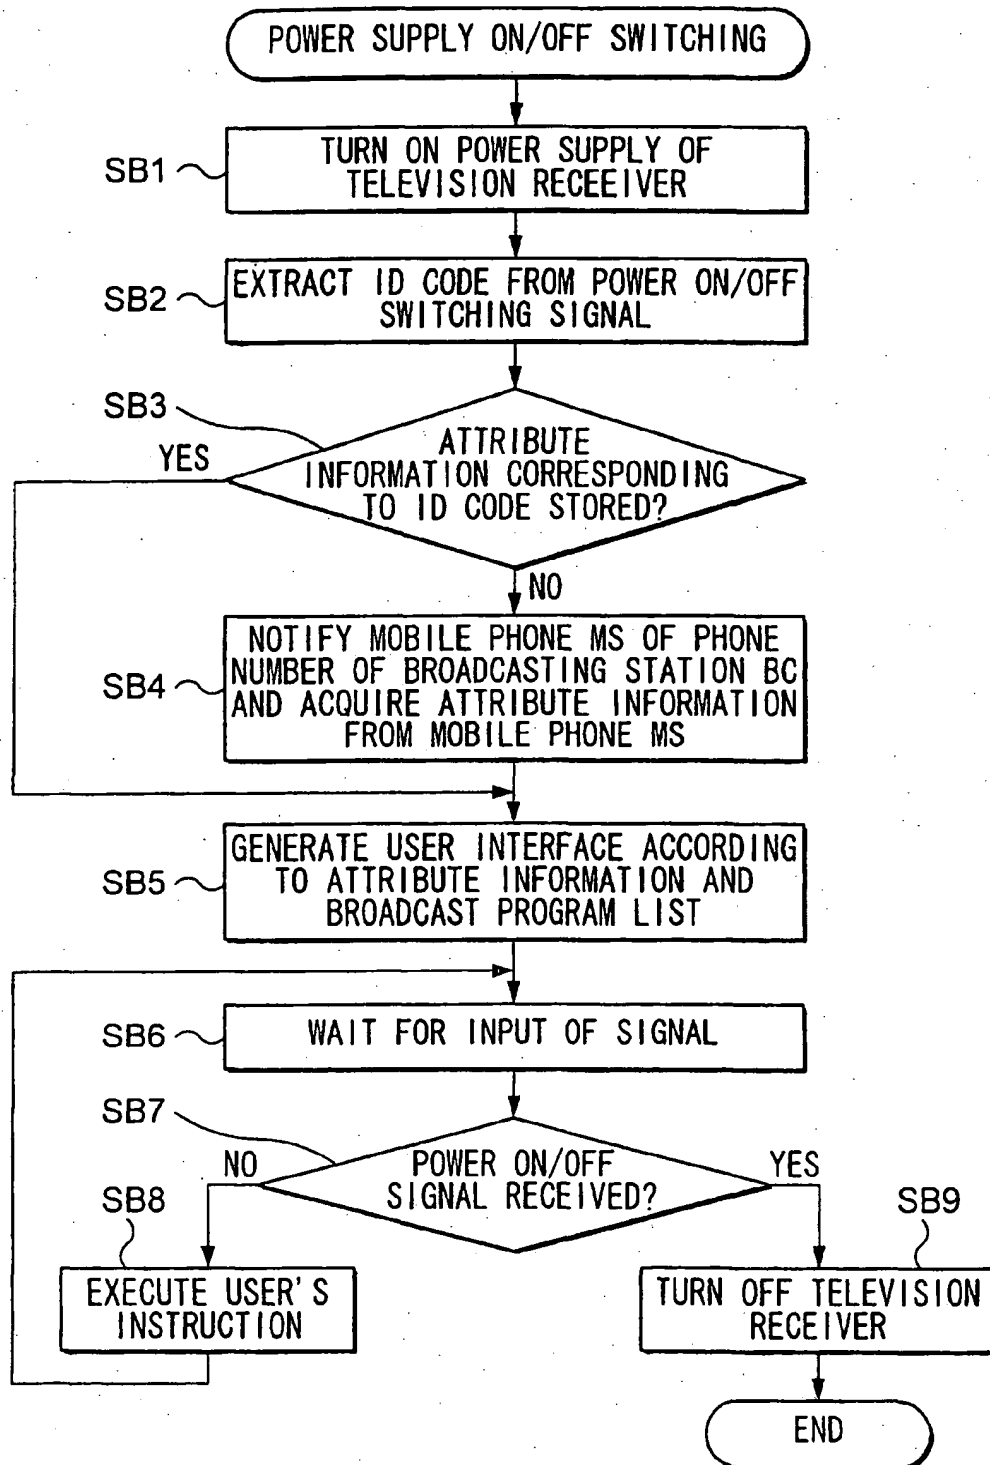 POWER SUPPLY ON/OFF SWITCHING
SB1
TURN ON POWER SUPPLY OF
TELEVISION RECEEIVER
SB2
EXTRACT ID CODE FROM POWER ON/OFF
SWITCHING SIGNAL
SB3
ATTRIBUTE
INFORMATION CORRESPONDING
TO ID CODE STORED?
YES
NO
SB4
NOTIFY MOBILE PHONE MS OF PHONE
NUMBER OF BROADCASTING STATION BC
AND ACQUIRE ATTRIBUTE INFORMATION
FROM MOBILE PHONE MS
SB5
GENERATE USER INTERFACE ACCORDING
TO ATTRIBUTE INFORMATION AND
BROADCAST PROGRAM LIST
SB6
WAIT FOR INPUT OF SIGNAL
SB7
POWER ON/OFF
SIGNAL RECEIVED?
NO
YES
SB8
EXECUTE USER'S
INSTRUCTION
SB9
TURN OFF TELEVISION
RECEIVER
END